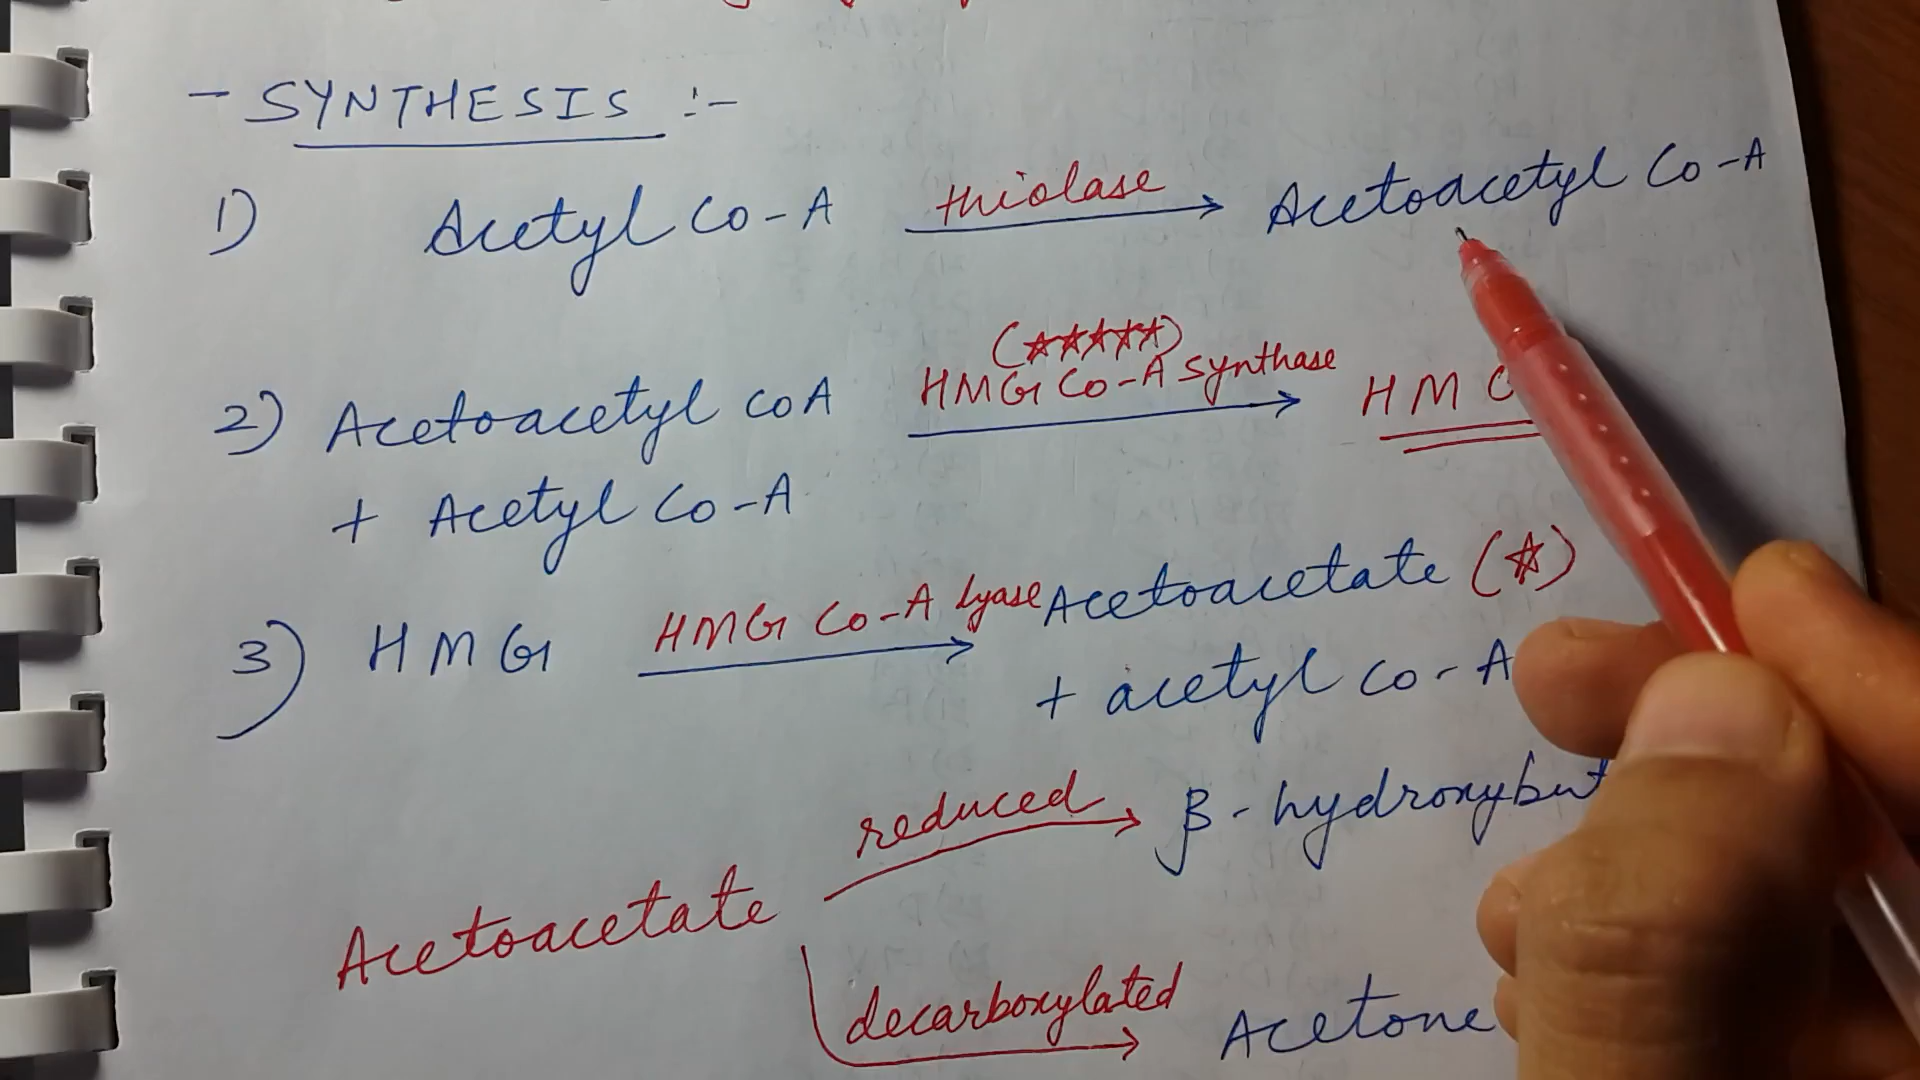 - SYNTHESIS :-
1) Acetyl Co-A thiolase → Acetoacetyl Co-A
(☆☆☆☆☆)
2) Acetoacetyl CoA HMG Co-A synthase → HM
+ Acetyl Co-A
3) HMG HMG Co-A lyase → Acetoacetate (☆)
+ acetyl Co-A
reduced → β-hydroxybut
Acetoacetate
decarboxylated → Acetone